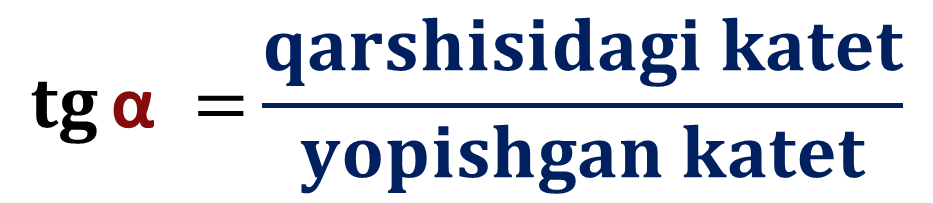 qarshisidagi katet
tg α =
yopishgan katet